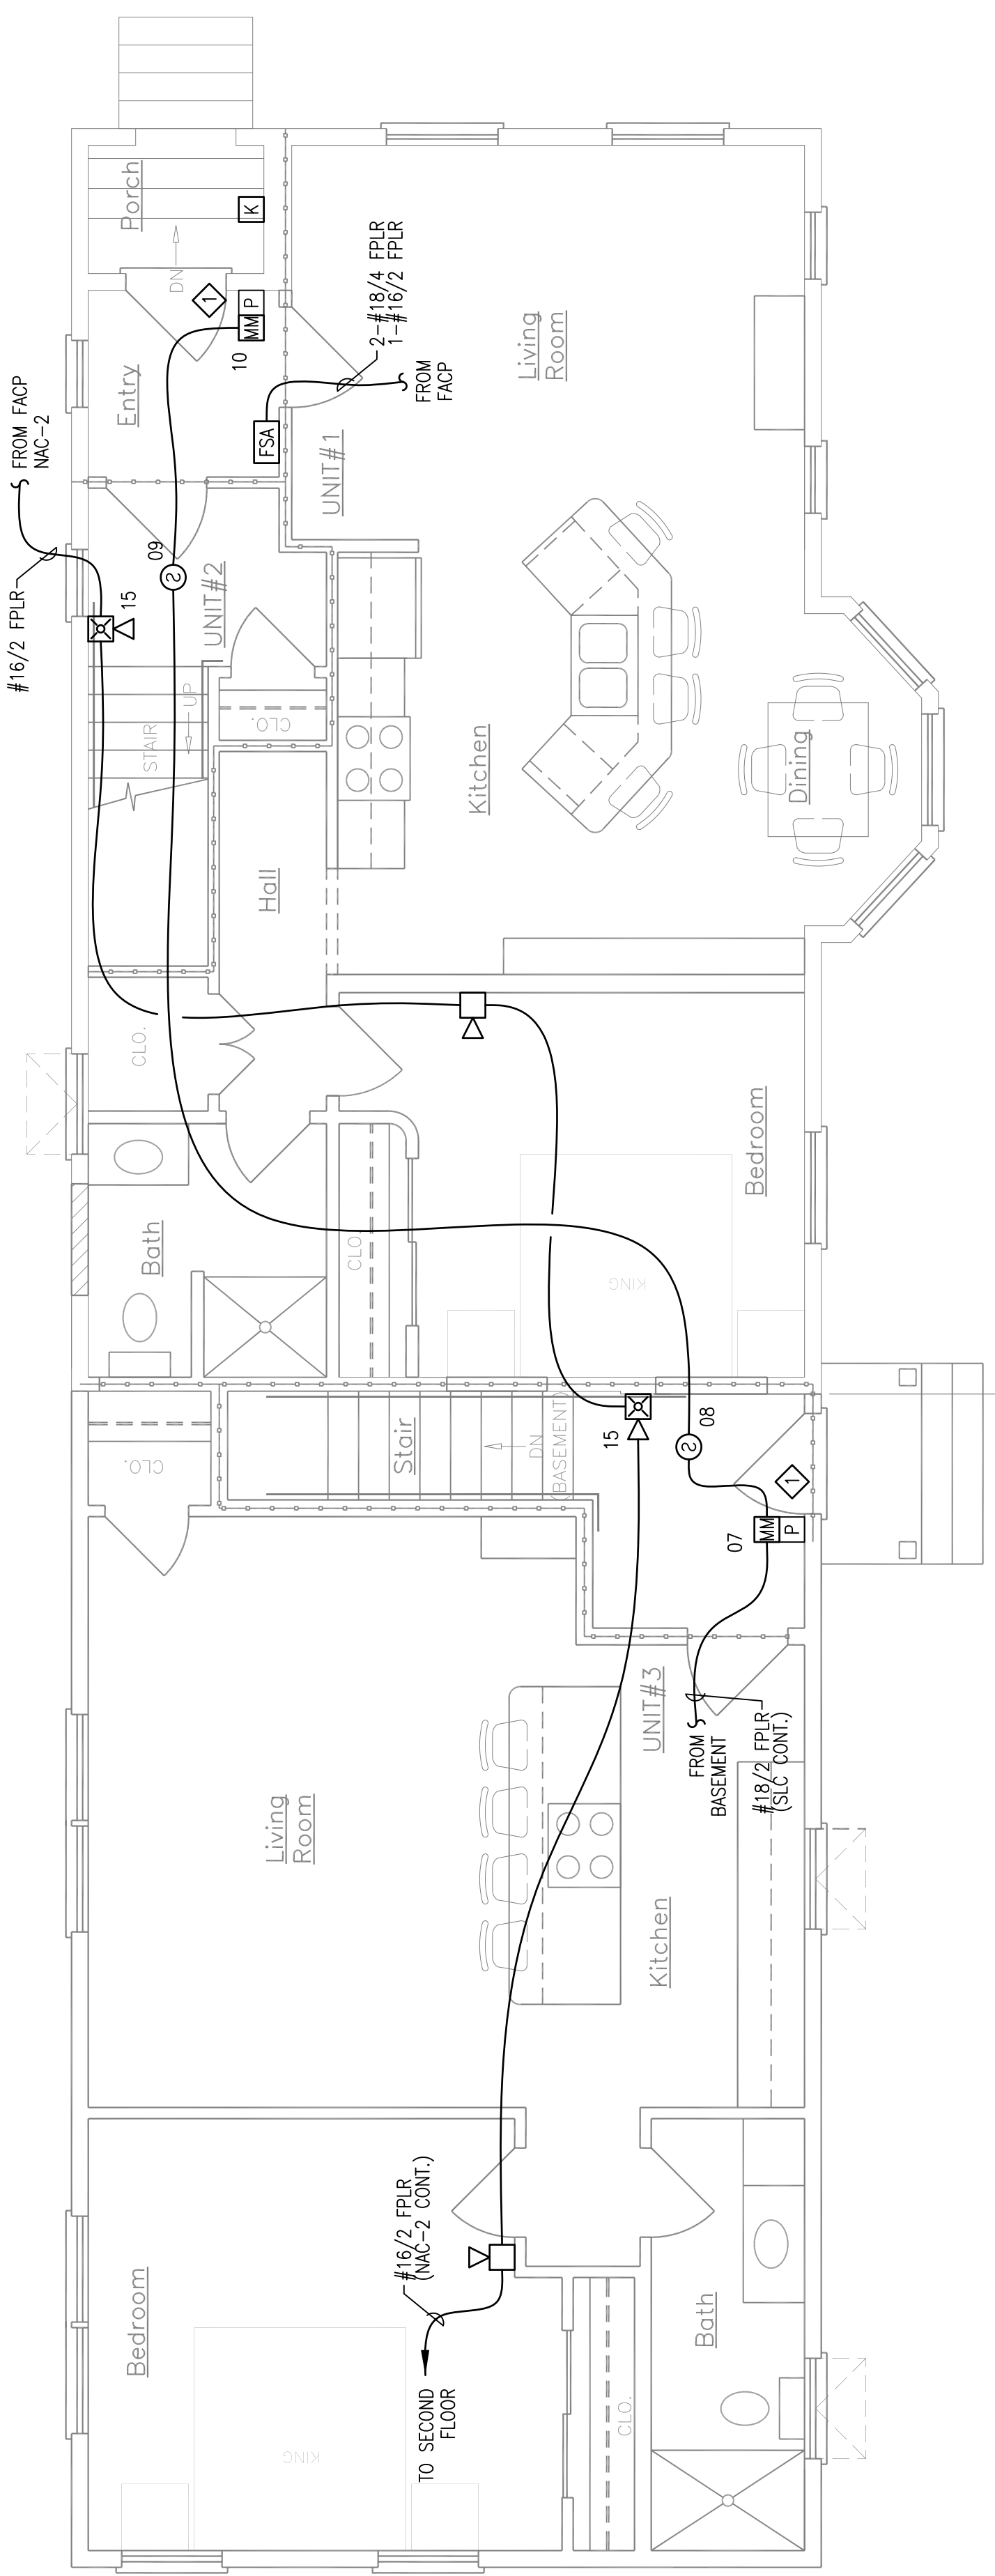 Porch
K
DN
1
P
MM
10
Entry
2-#18/4 FPLR
1-#16/2 FPLR
FROM
FACP
FSA
Living
Room
UNIT#1
FROM FACP
NAC-2
#16/2 FPLR
09
2
15
UNIT#2
UP
STAIR
CLO.
Kitchen
Dining
Hall
CLO.
Bedroom
KING
Bath
CLO.
CLO.
Stair
DN
(BASEMENT)
15
08
2
1
07
MM
P
UNIT#3
FROM
BASEMENT
#18/2 FPLR
(SLC CONT.)
Living
Room
Kitchen
#16/2 FPLR
(NAC-2 CONT.)
Bedroom
TO SECOND
FLOOR
KING
CLO.
Bath